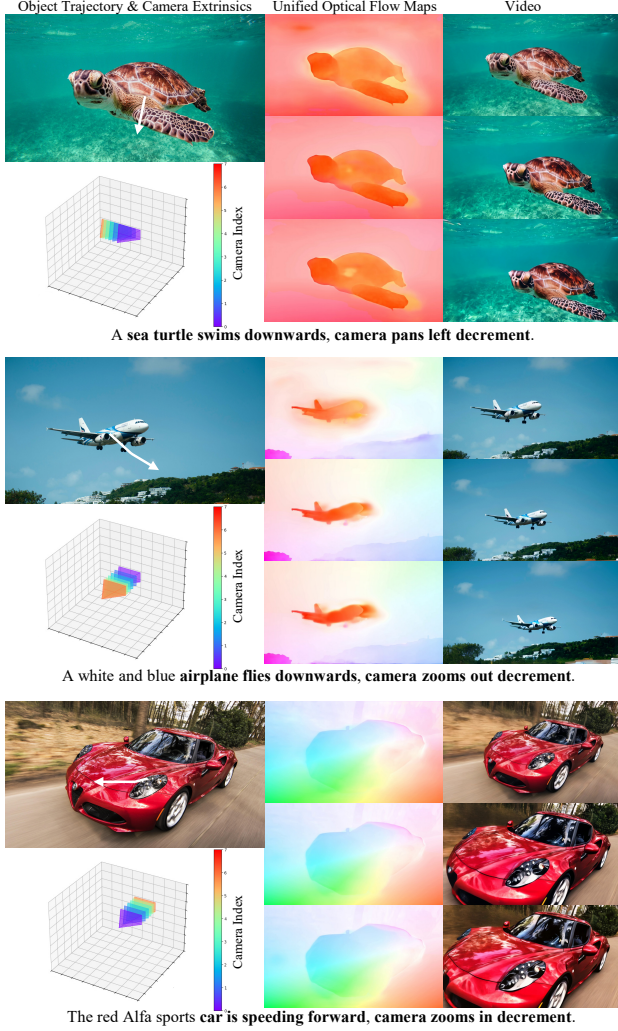 Object Trajectory & Camera Extrinsics
Unified Optical Flow Maps
Video
Camera Index
A sea turtle swims downwards, camera pans left decrement.
Camera Index
A white and blue airplane flies downwards, camera zooms out decrement.
Camera Index
The red Alfa sports car is speeding forward, camera zooms in decrement.